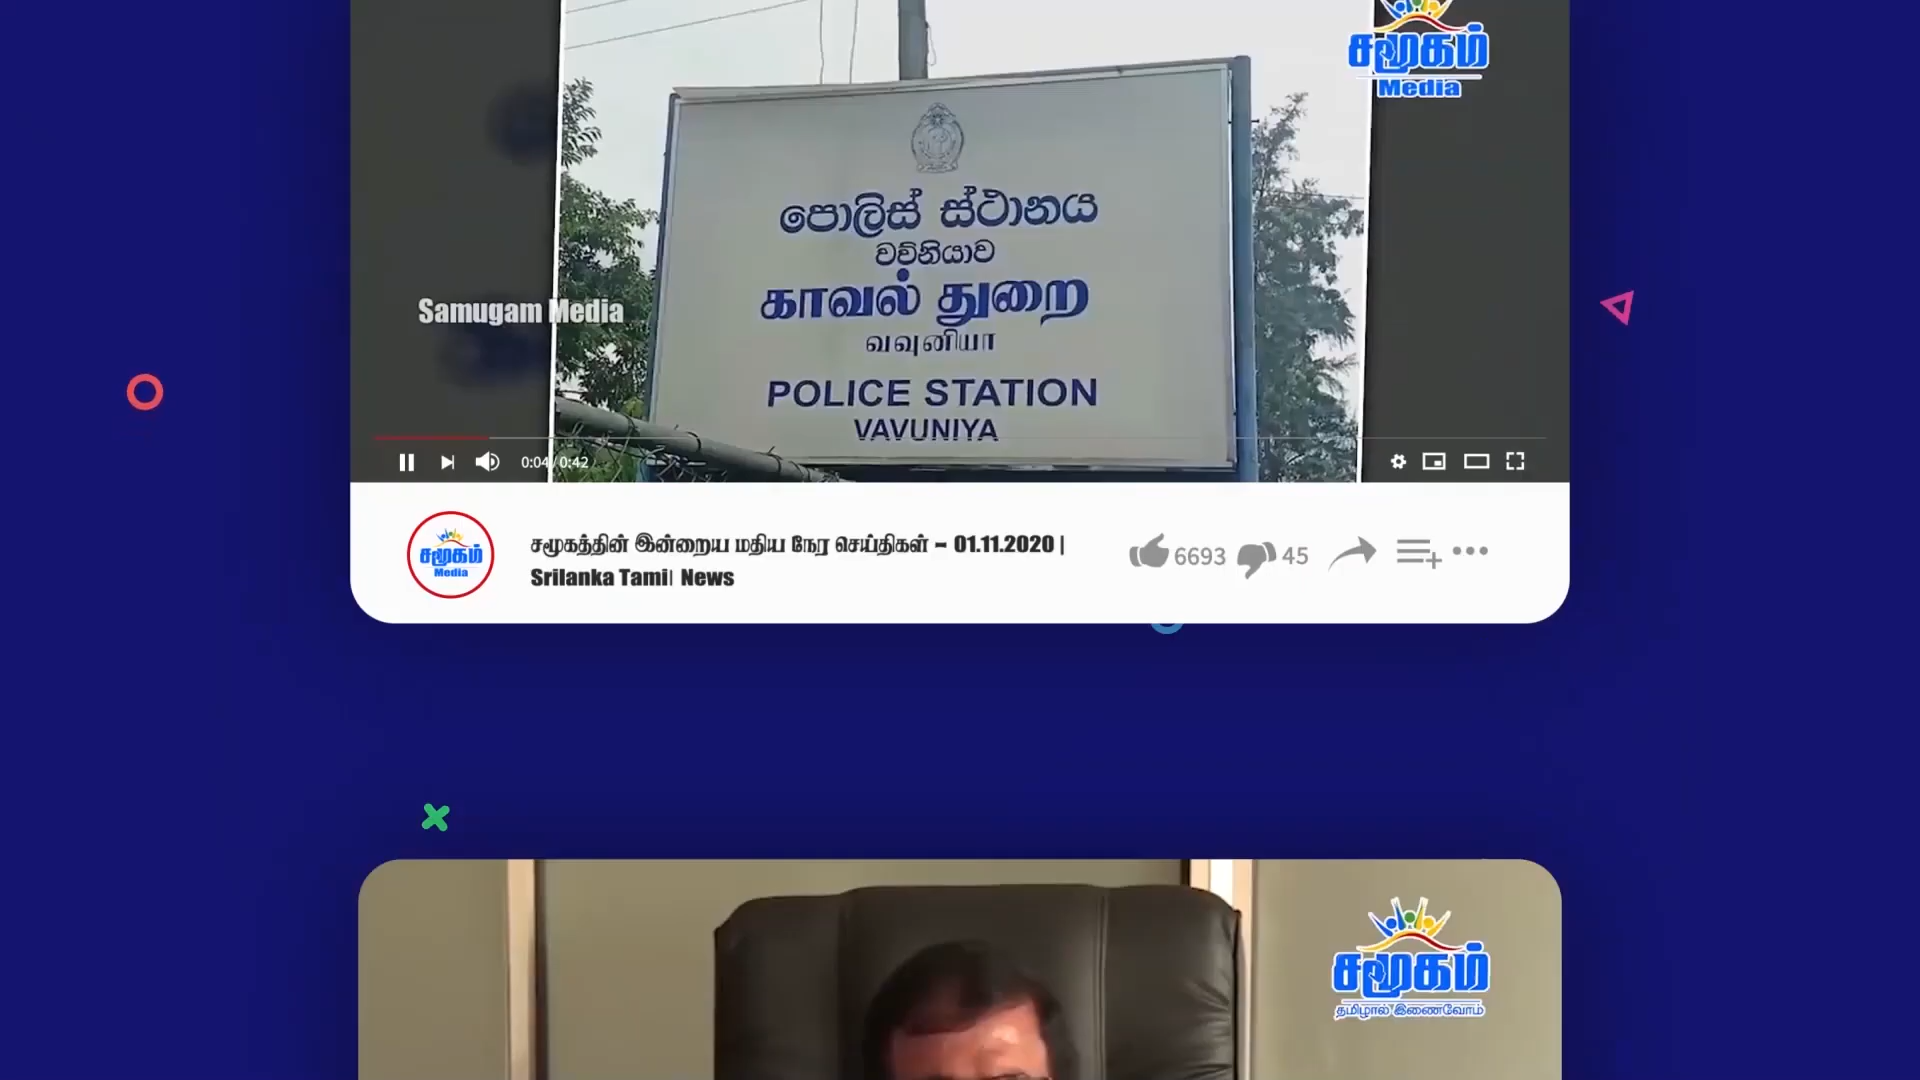 சமூகம்
Media
පොලිස් ස්ථානය
වව්නියාව
காவல் துறை
வவுனியா
POLICE STATION
VAVUNIYA
Samugam Media
0:04 / 0:42
சமூகம்
Media
சமூகத்தின் இன்றைய மதிய நேர செய்திகள் – 01.11.2020 |
Srilanka Tamil News
6693
45
சமூகம்
தமிழால் இணைவோம்